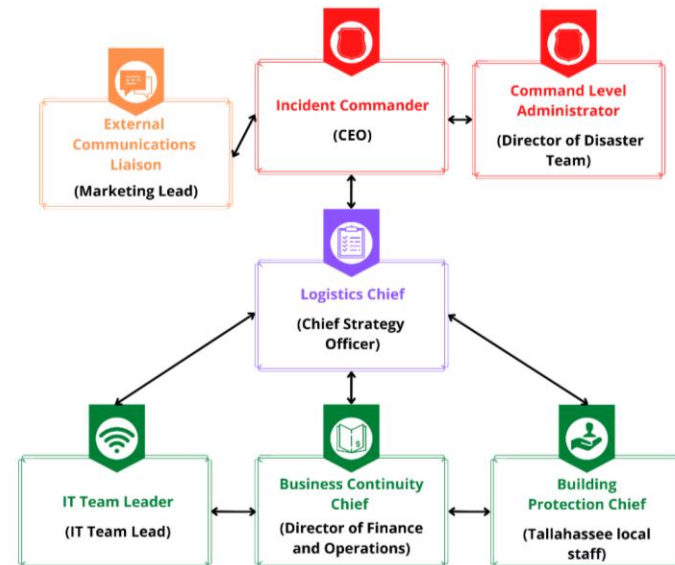 External
Communications
Liaison
(Marketing Lead)
Incident Commander
(CEO)
Command Level
Administrator
(Director of Disaster
Team)
Logistics Chief
(Chief Strategy
Officer)
IT Team Leader
(IT Team Lead)
Business Continuity
Chief
(Director of Finance
and Operations)
Building
Protection Chief
(Tallahassee local
staff)